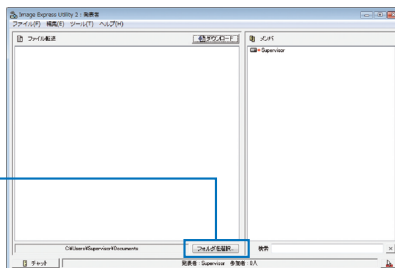 Image Express Utility 2 : 発表者
ファイル(F) 編集(E) ツール(T) ヘルプ(H)
ファイル転送 ダウンロード メンバ
Supervisor
C:\Users\Supervisor\Documents フォルダを選択... 検索
チャット 発表者 : Supervisor 参加者 : 0人